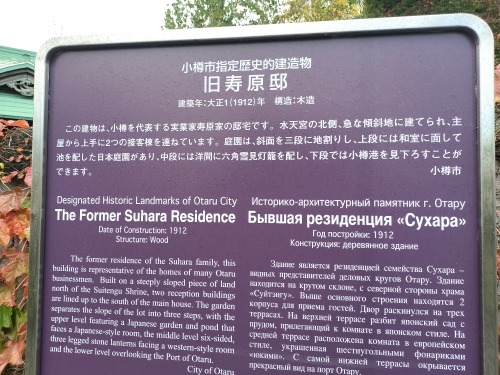 小樽市指定歴史的建造物
旧寿原邸
建築年:大正1(1912)年 構造:木造
この建物は、小樽を代表する実業家寿原家の邸宅です。水天宮の北側、急な傾斜地に建てられ、主
屋から上手に2つの接客棟を連ねています。庭園は、斜面を三段に地割りし、上段には和室に面して
池を配した日本庭園があり、中段には洋間に六角雪見灯籠を配し、下段では小樽港を見下ろすことが
できます。 小樽市
Designated Historic Landmarks of Otaru City
The Former Suhara Residence
Date of Construction: 1912
Structure: Wood
The former residence of the Suhara family, this
building is representative of the homes of many Otaru
businessmen. Built on a steeply sloped piece of land
north of the Suitengu Shrine, two reception buildings
are lined up to the south of the main house. The garden
separates the slope of the lot into three steps, with the
upper level featuring a Japanese garden and pond that
faces a Japanese-style room, the middle level six-sided,
three legged stone lanterns facing a western-style room
and the lower level overlooking the Port of Otaru.
City of Otaru
Историко-архитектурный памятник г. Отару
Бывшая резиденция «Сухара»
Год постройки: 1912
Конструкция: деревянное здание
Здание является резиденцией семейства Сухара –
видных представителей деловых кругов Отару. Здание
находится на крутом склоне, с северной стороны храма
«Суйтэнгу». Выше основного строения находятся 2
корпуса для приема гостей. Двор раскинулся на трех
террасах. На верхней террасе разбит японский сад с
прудом, прилегающий к комнате в японском стиле. На
средней террасе расположена комната в европейском
стиле, украшенная шестиугольными фонариками
«юкими». С самой нижней террасы открывается
прекрасный вид на порт Отару.